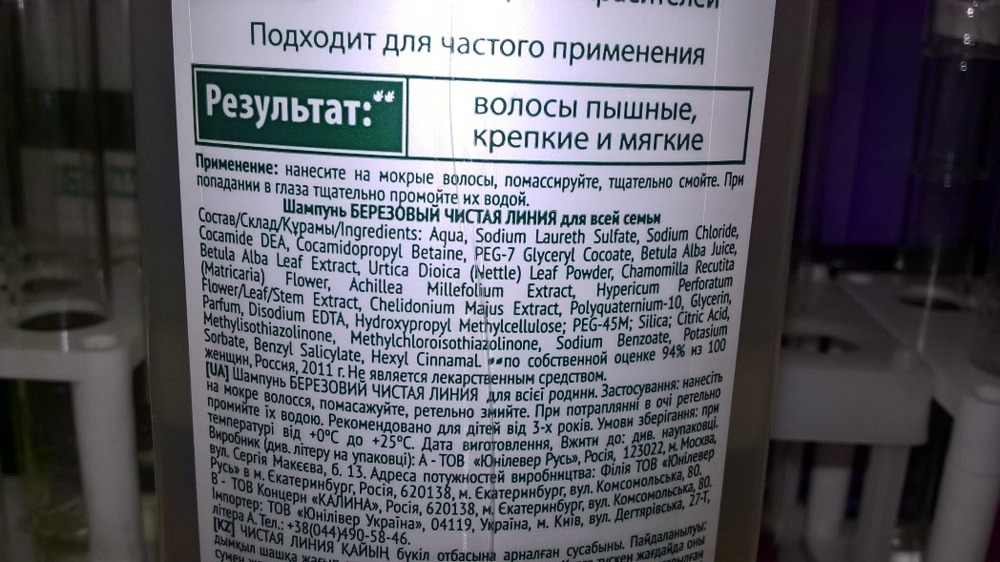 красителей
Подходит для частого применения
Результат:
волосы пышные,
крепкие и мягкие
Применение: нанесите на мокрые волосы, помассируйте, тщательно смойте. При
попадании в глаза тщательно промойте их водой.
Шампунь БЕРЕЗОВЫЙ ЧИСТАЯ ЛИНИЯ для всей семьи
Состав/Склад/Құрамы/Ingredients: Aqua, Sodium Laureth Sulfate, Sodium Chloride,
Cocamide DEA, Cocamidopropyl Betaine, PEG-7 Glyceryl Cocoate, Betula Alba Juice,
Betula Alba Leaf Extract, Urtica Dioica (Nettle) Leaf Powder, Chamomilla Recutita
(Matricaria) Flower, Achillea Millefolium Extract, Hypericum Perforatum
Flower/Leaf/Stem Extract, Chelidonium Majus Extract, Polyquaternium-10, Glycerin,
Parfum, Disodium EDTA, Hydroxypropyl Methylcellulose; PEG-45M; Silica; Citric Acid,
Methylisothiazolinone, Methylchloroisothiazolinone, Sodium Benzoate, Potassium
Sorbate, Benzyl Salicylate, Hexyl Cinnamal. **по собственной оценке 94% из 100
женщин, Россия, 2011 г. Не является лекарственным средством.
[UA] Шампунь БЕРЕЗОВИЙ ЧИСТАЯ ЛИНИЯ для всієї родини. Застосування: нанесіть
на мокре волосся, помасажуйте, ретельно змийте. При потраплянні в очі ретельно
промийте їх водою. Рекомендовано для дітей від 3-х років. Умови зберігання: при
температурі від +0°С до +25°С. Дата виготовлення, Вжити до: див. наупаковці.
Виробник (див. літеру на упаковці): А - ТОВ «Юнілевер Русь», Росія, 123022, м. Москва,
вул. Сергія Макєєва, б. 13. Адреса потужностей виробництва: Філія ТОВ «Юнілевер
Русь» в м. Єкатеринбург, Росія, 620138, м. Єкатеринбург, вул. Комсомольська, 80.
В - ТОВ Концерн «КАЛИНА», Росія, 620138, м. Єкатеринбург, вул. Комсомольська, 80.
Імпортер: ТОВ «Юнілівер Україна», 04119, Україна, м. Київ, вул. Дегтярівська, 27-Т,
літера А. Тел.: +38(044)490-58-46.
[KZ] ЧИСТАЯ ЛИНИЯ ҚАЙЫҢ бүкіл отбасына арналған сусабыны. Пайдаланылуы:
дымқыл шашқа түскен жағдайда оны
сумен